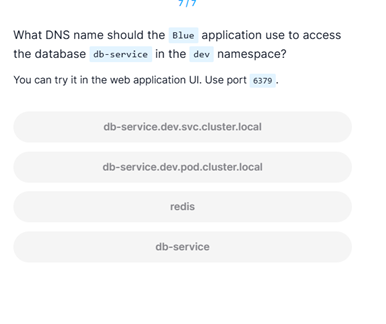 7 / 7
What DNS name should the Blue application use to access
the database db-service in the dev namespace?
You can try it in the web application UI. Use port 6379.
db-service.dev.svc.cluster.local
db-service.dev.pod.cluster.local
redis
db-service